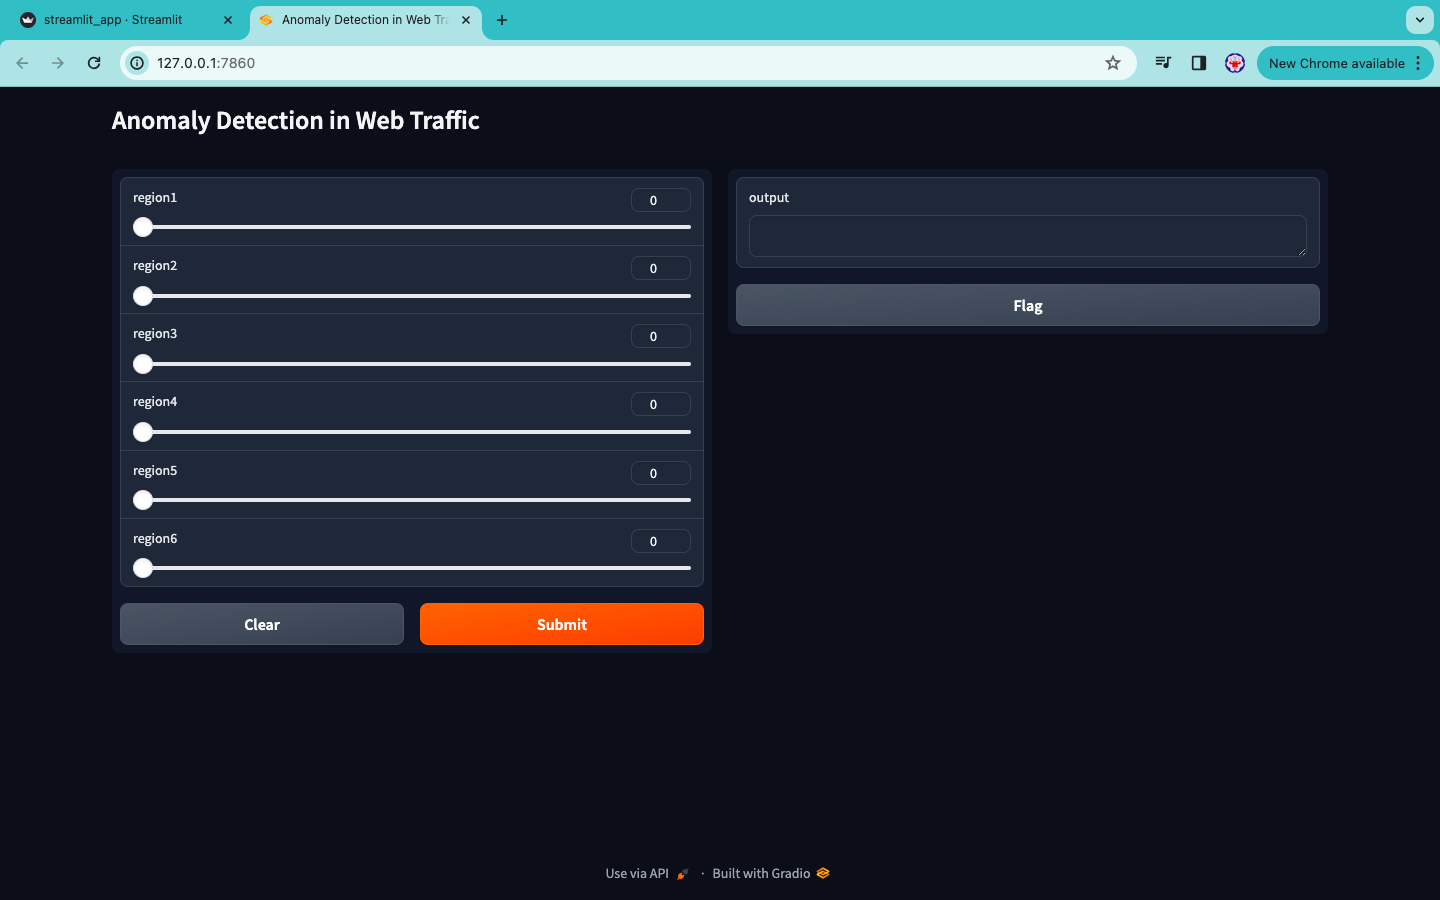 streamlit_app · Streamlit
Anomaly Detection in Web Tra
127.0.0.1:7860
New Chrome available
Anomaly Detection in Web Traffic
region1
0
region2
0
region3
0
region4
0
region5
0
region6
0
Clear
Submit
output
Flag
Use via API · Built with Gradio